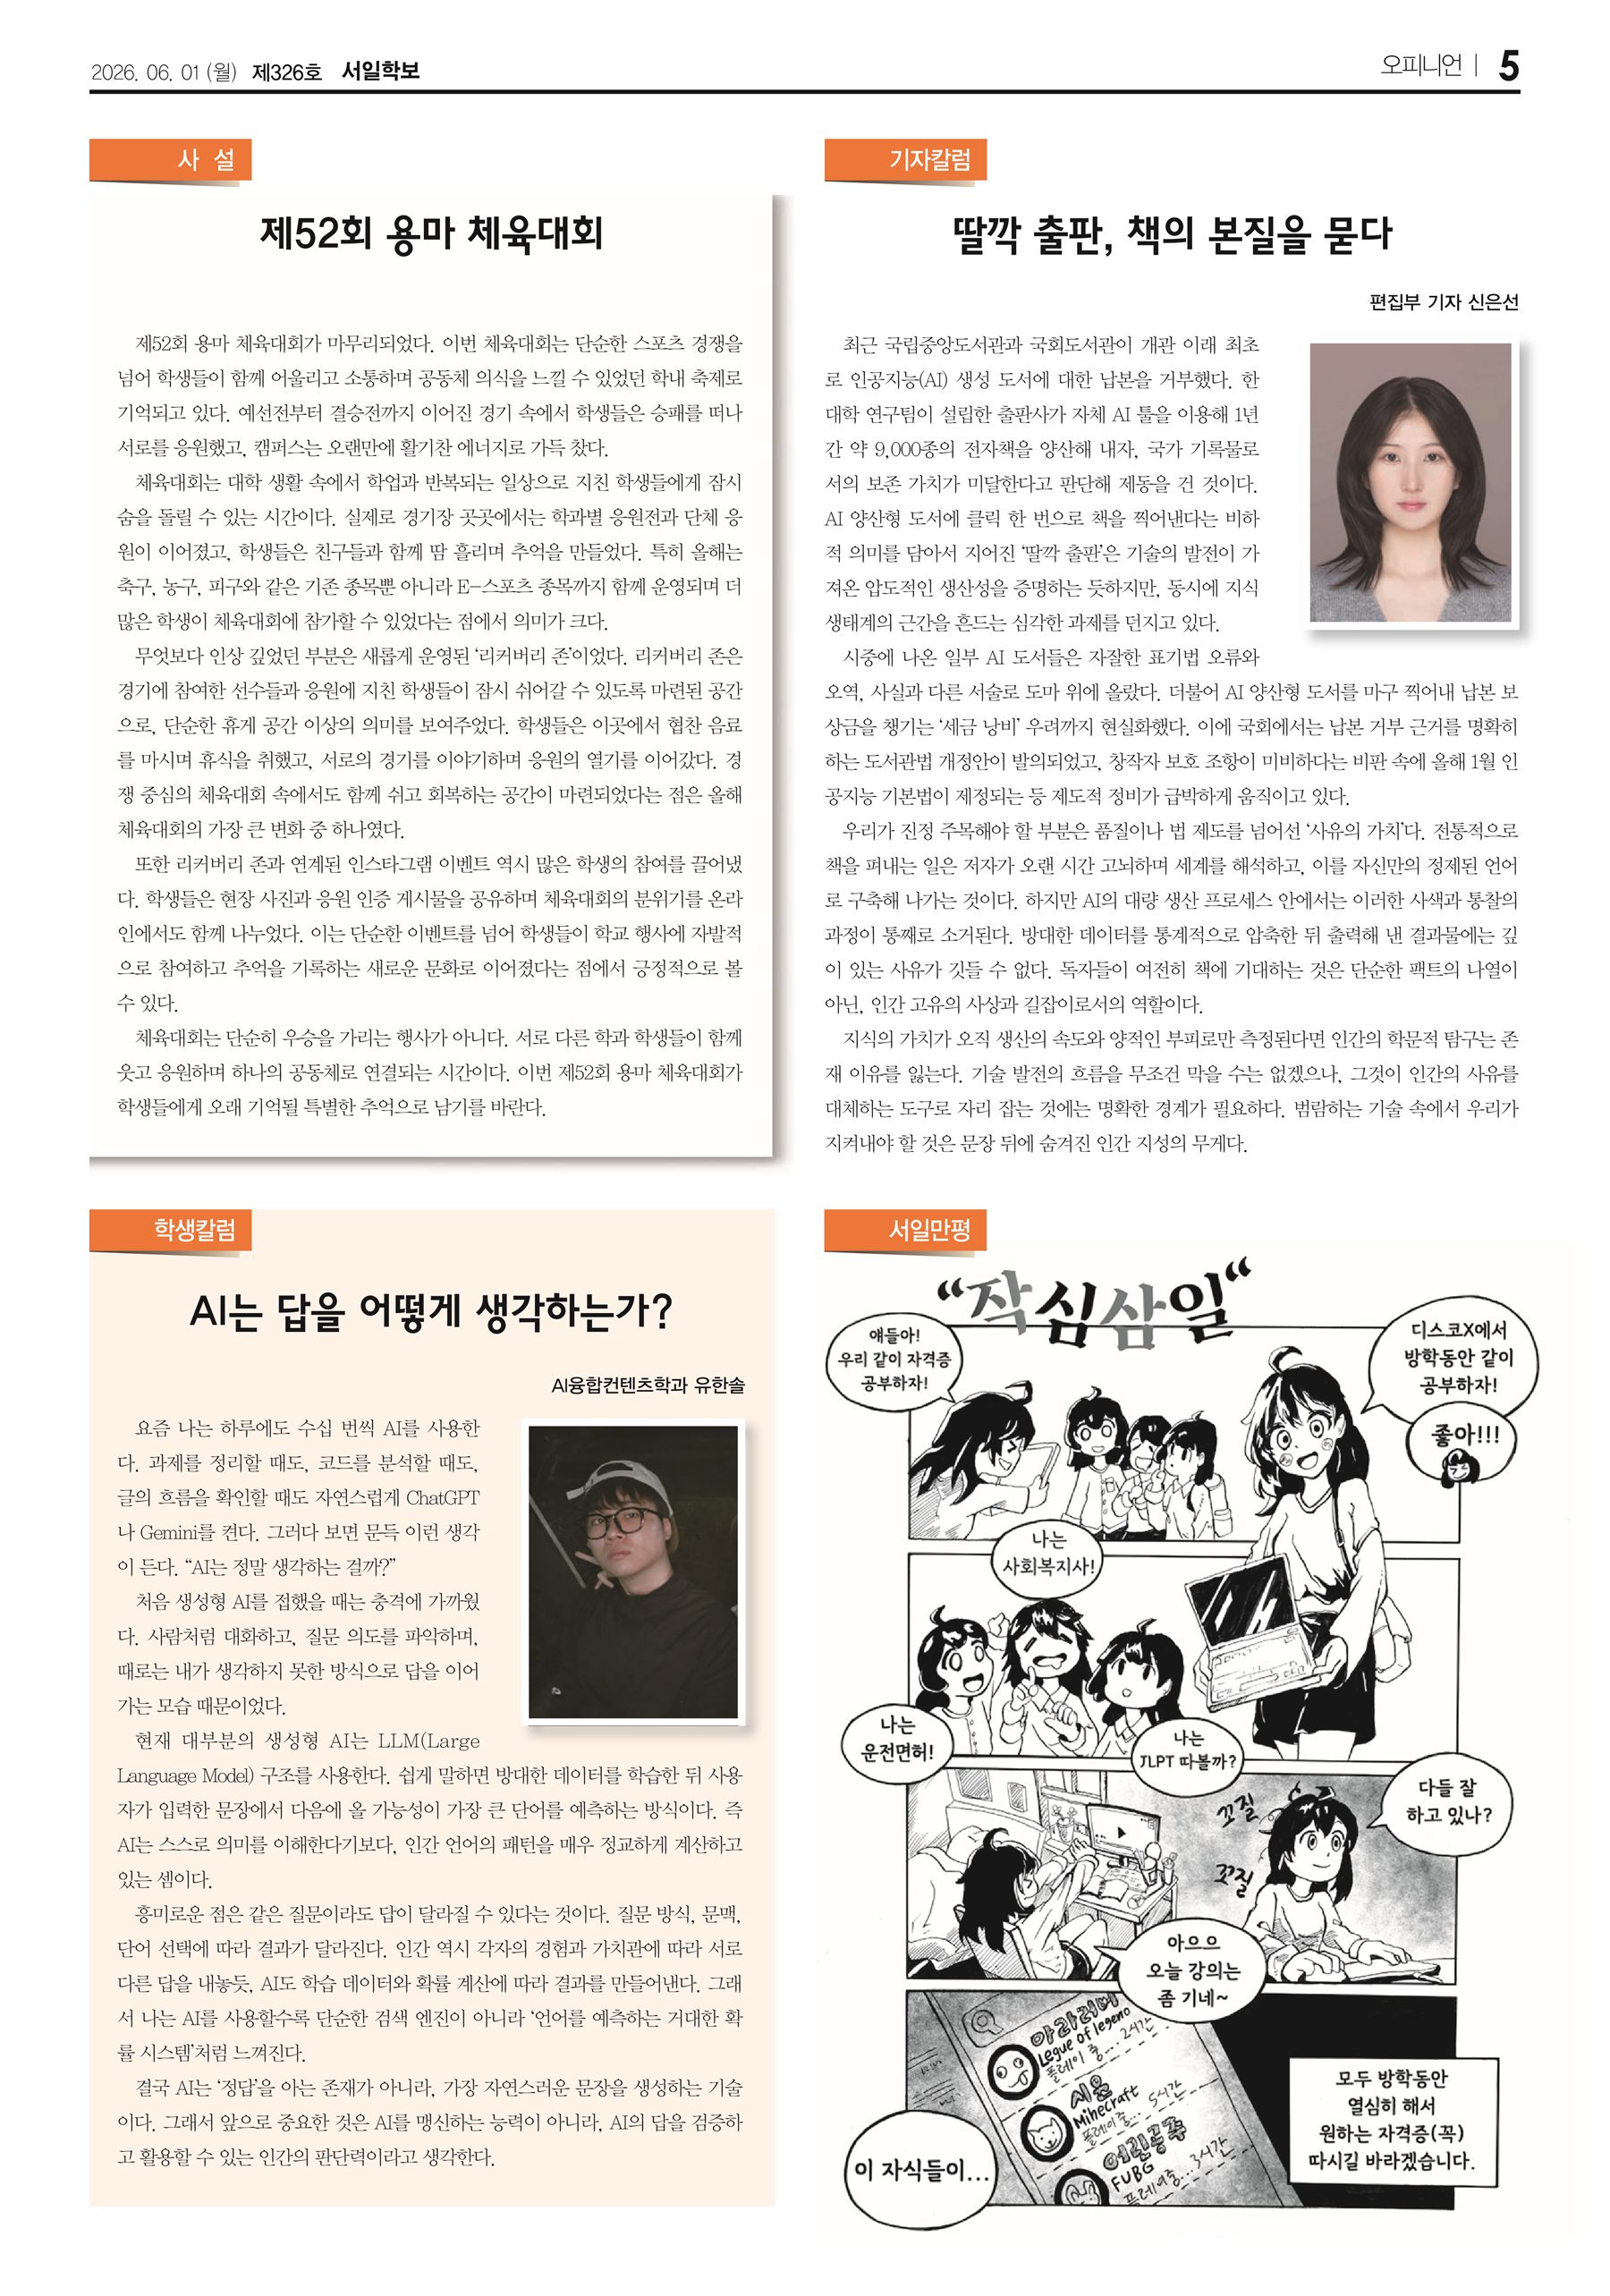 2026. 06. 01 (월) 제326호 서일학보
오피니언 | 5
사 설
제52회 용마 체육대회
제52회 용마 체육대회가 마무리되었다. 이번 체육대회는 단순한 스포츠 경쟁을
넘어 학생들이 함께 어울리고 소통하며 공동체 의식을 느낄 수 있었던 학내 축제로
기억되고 있다. 예선전부터 결승전까지 이어진 경기 속에서 학생들은 승패를 떠나
서로를 응원했고, 캠퍼스는 오랜만에 활기찬 에너지로 가득 찼다.
체육대회는 대학 생활 속에서 학업과 반복되는 일상으로 지친 학생들에게 잠시
숨을 돌릴 수 있는 시간이다. 실제로 경기장 곳곳에서는 학과별 응원전과 단체 응
원이 이어졌고, 학생들은 친구들과 함께 땀 흘리며 추억을 만들었다. 특히 올해는
축구, 농구, 피구와 같은 기존 종목뿐 아니라 E-스포츠 종목까지 함께 운영되며 더
많은 학생이 체육대회에 참가할 수 있었다는 점에서 의미가 크다.
무엇보다 인상 깊었던 부분은 새롭게 운영된 ‘리커버리 존’이었다. 리커버리 존은
경기에 참여한 선수들과 응원에 지친 학생들이 잠시 쉬어갈 수 있도록 마련된 공간
으로, 단순한 휴게 공간 이상의 의미를 보여주었다. 학생들은 이곳에서 협찬 음료
를 마시며 휴식을 취했고, 서로의 경기를 이야기하며 응원의 열기를 이어갔다. 경
쟁 중심의 체육대회 속에서도 함께 쉬고 회복하는 공간이 마련되었다는 점은 올해
체육대회의 가장 큰 변화 중 하나였다.
또한 리커버리 존과 연계된 인스타그램 이벤트 역시 많은 학생의 참여를 끌어냈
다. 학생들은 현장 사진과 응원 인증 게시물을 공유하며 체육대회의 분위기를 온라
인에서도 함께 나누었다. 이는 단순한 이벤트를 넘어 학생들이 학교 행사에 자발적
으로 참여하고 추억을 기록하는 새로운 문화로 이어졌다는 점에서 긍정적으로 볼
수 있다.
체육대회는 단순히 우승을 가리는 행사가 아니다. 서로 다른 학과 학생들이 함께
웃고 응원하며 하나의 공동체로 연결되는 시간이다. 이번 제52회 용마 체육대회가
학생들에게 오래 기억될 특별한 추억으로 남기를 바란다.
기자칼럼
딸깍 출판, 책의 본질을 묻다
편집부 기자 신은선
최근 국립중앙도서관과 국회도서관이 개관 이래 최초
로 인공지능(AI) 생성 도서에 대한 납본을 거부했다. 한
대학 연구팀이 설립한 출판사가 자체 AI 툴을 이용해 1년
간 약 9,000종의 전자책을 양산해 내자, 국가 기록물로
서의 보존 가치가 미달한다고 판단해 제동을 건 것이다.
AI 양산형 도서에 클릭 한 번으로 책을 찍어낸다는 비하
적 의미를 담아서 지어진 ‘딸깍 출판’은 기술의 발전이 가
져온 압도적인 생산성을 증명하는 듯하지만, 동시에 지식
생태계의 근간을 흔드는 심각한 과제를 던지고 있다.
시중에 나온 일부 AI 도서들은 자잘한 표기법 오류와
오역, 사실과 다른 서술로 도마 위에 올랐다. 더불어 AI 양산형 도서를 마구 찍어내 납본 보
상금을 챙기는 ‘세금 낭비’ 우려까지 현실화했다. 이에 국회에서는 납본 거부 근거를 명확히
하는 도서관법 개정안이 발의되었고, 창작자 보호 조항이 미비하다는 비판 속에 올해 1월 인
공지능 기본법이 제정되는 등 제도적 정비가 급박하게 움직이고 있다.
우리가 진정 주목해야 할 부분은 품질이나 법 제도를 넘어선 ‘사유의 가치’다. 전통적으로
책을 펴내는 일은 저자가 오랜 시간 고뇌하며 세계를 해석하고, 이를 자신만의 정제된 언어
로 구축해 나가는 것이다. 하지만 AI의 대량 생산 프로세스 안에서는 이러한 사색과 통찰의
과정이 통째로 소거된다. 방대한 데이터를 통계적으로 압축한 뒤 출력해 낸 결과물에는 깊
이 있는 사유가 깃들 수 없다. 독자들이 여전히 책에 기대하는 것은 단순한 팩트의 나열이
아닌, 인간 고유의 사상과 길잡이로서의 역할이다.
지식의 가치가 오직 생산의 속도와 양적인 부피로만 측정된다면 인간의 학문적 탐구는 존
재 이유를 잃는다. 기술 발전의 흐름을 무조건 막을 수는 없겠으나, 그것이 인간의 사유를
대체하는 도구로 자리 잡는 것에는 명확한 경계가 필요하다. 범람하는 기술 속에서 우리가
지켜내야 할 것은 문장 뒤에 숨겨진 인간 지성의 무게다.
학생칼럼
AI는 답을 어떻게 생각하는가?
AI융합컨텐츠학과 유한솔
요즘 나는 하루에도 수십 번씩 AI를 사용한
다. 과제를 정리할 때도, 코드를 분석할 때도,
글의 흐름을 확인할 때도 자연스럽게 ChatGPT
나 Gemini를 켠다. 그러다 보면 문득 이런 생각
이 든다. “AI는 정말 생각하는 걸까?”
처음 생성형 AI를 접했을 때는 충격에 가까웠
다. 사람처럼 대화하고, 질문 의도를 파악하며,
때로는 내가 생각하지 못한 방식으로 답을 이어
가는 모습 때문이었다.
현재 대부분의 생성형 AI는 LLM(Large
Language Model) 구조를 사용한다. 쉽게 말하면 방대한 데이터를 학습한 뒤 사용
자가 입력한 문장에서 다음에 올 가능성이 가장 큰 단어를 예측하는 방식이다. 즉
AI는 스스로 의미를 이해한다기보다, 인간 언어의 패턴을 매우 정교하게 계산하고
있는 셈이다.
흥미로운 점은 같은 질문이라도 답이 달라질 수 있다는 것이다. 질문 방식, 문맥,
단어 선택에 따라 결과가 달라진다. 인간 역시 각자의 경험과 가치관에 따라 서로
다른 답을 내놓듯, AI도 학습 데이터와 확률 계산에 따라 결과를 만들어낸다. 그래
서 나는 AI를 사용할수록 단순한 검색 엔진이 아니라 ‘언어를 예측하는 거대한 확
률 시스템’처럼 느껴진다.
결국 AI는 ‘정답’을 아는 존재가 아니라, 가장 자연스러운 문장을 생성하는 기술
이다. 그래서 앞으로 중요한 것은 AI를 맹신하는 능력이 아니라, AI의 답을 검증하
고 활용할 수 있는 인간의 판단력이라고 생각한다.
서일만평
“작심삼일“
얘들아!
우리 같이 자격증
공부하자!
디스코X에서
방학동안 같이
공부하자!
좋아!!!
나는
사회복지사!
나는
운전면허!
나는
JLPT 따볼까?
다들 잘
하고 있나?
꼬질
꼬질
아으으
오늘 강의는
좀 기네~
아라리버
Legue of legend
플레이 중... 2시간
시온
Minecraft
플레이중... 5시간
어린공쥬
FUBG
플레이중... 3시간
이 자식들이...
모두 방학동안
열심히 해서
원하는 자격증(꼭)
따시길 바라겠습니다.